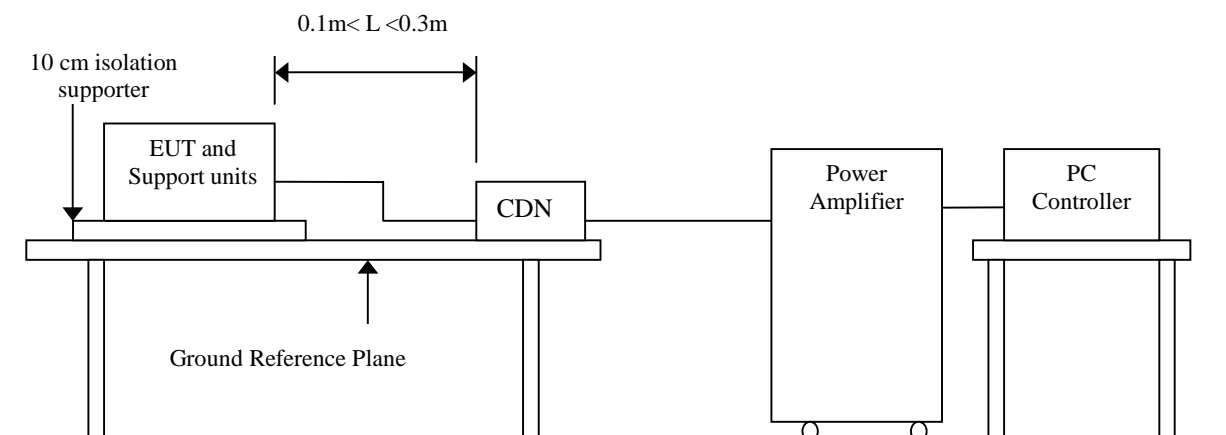 0.1m< L <0.3m
10 cm isolation
supporter
EUT and
Support units
CDN
Power
Amplifier
PC
Controller
Ground Reference Plane